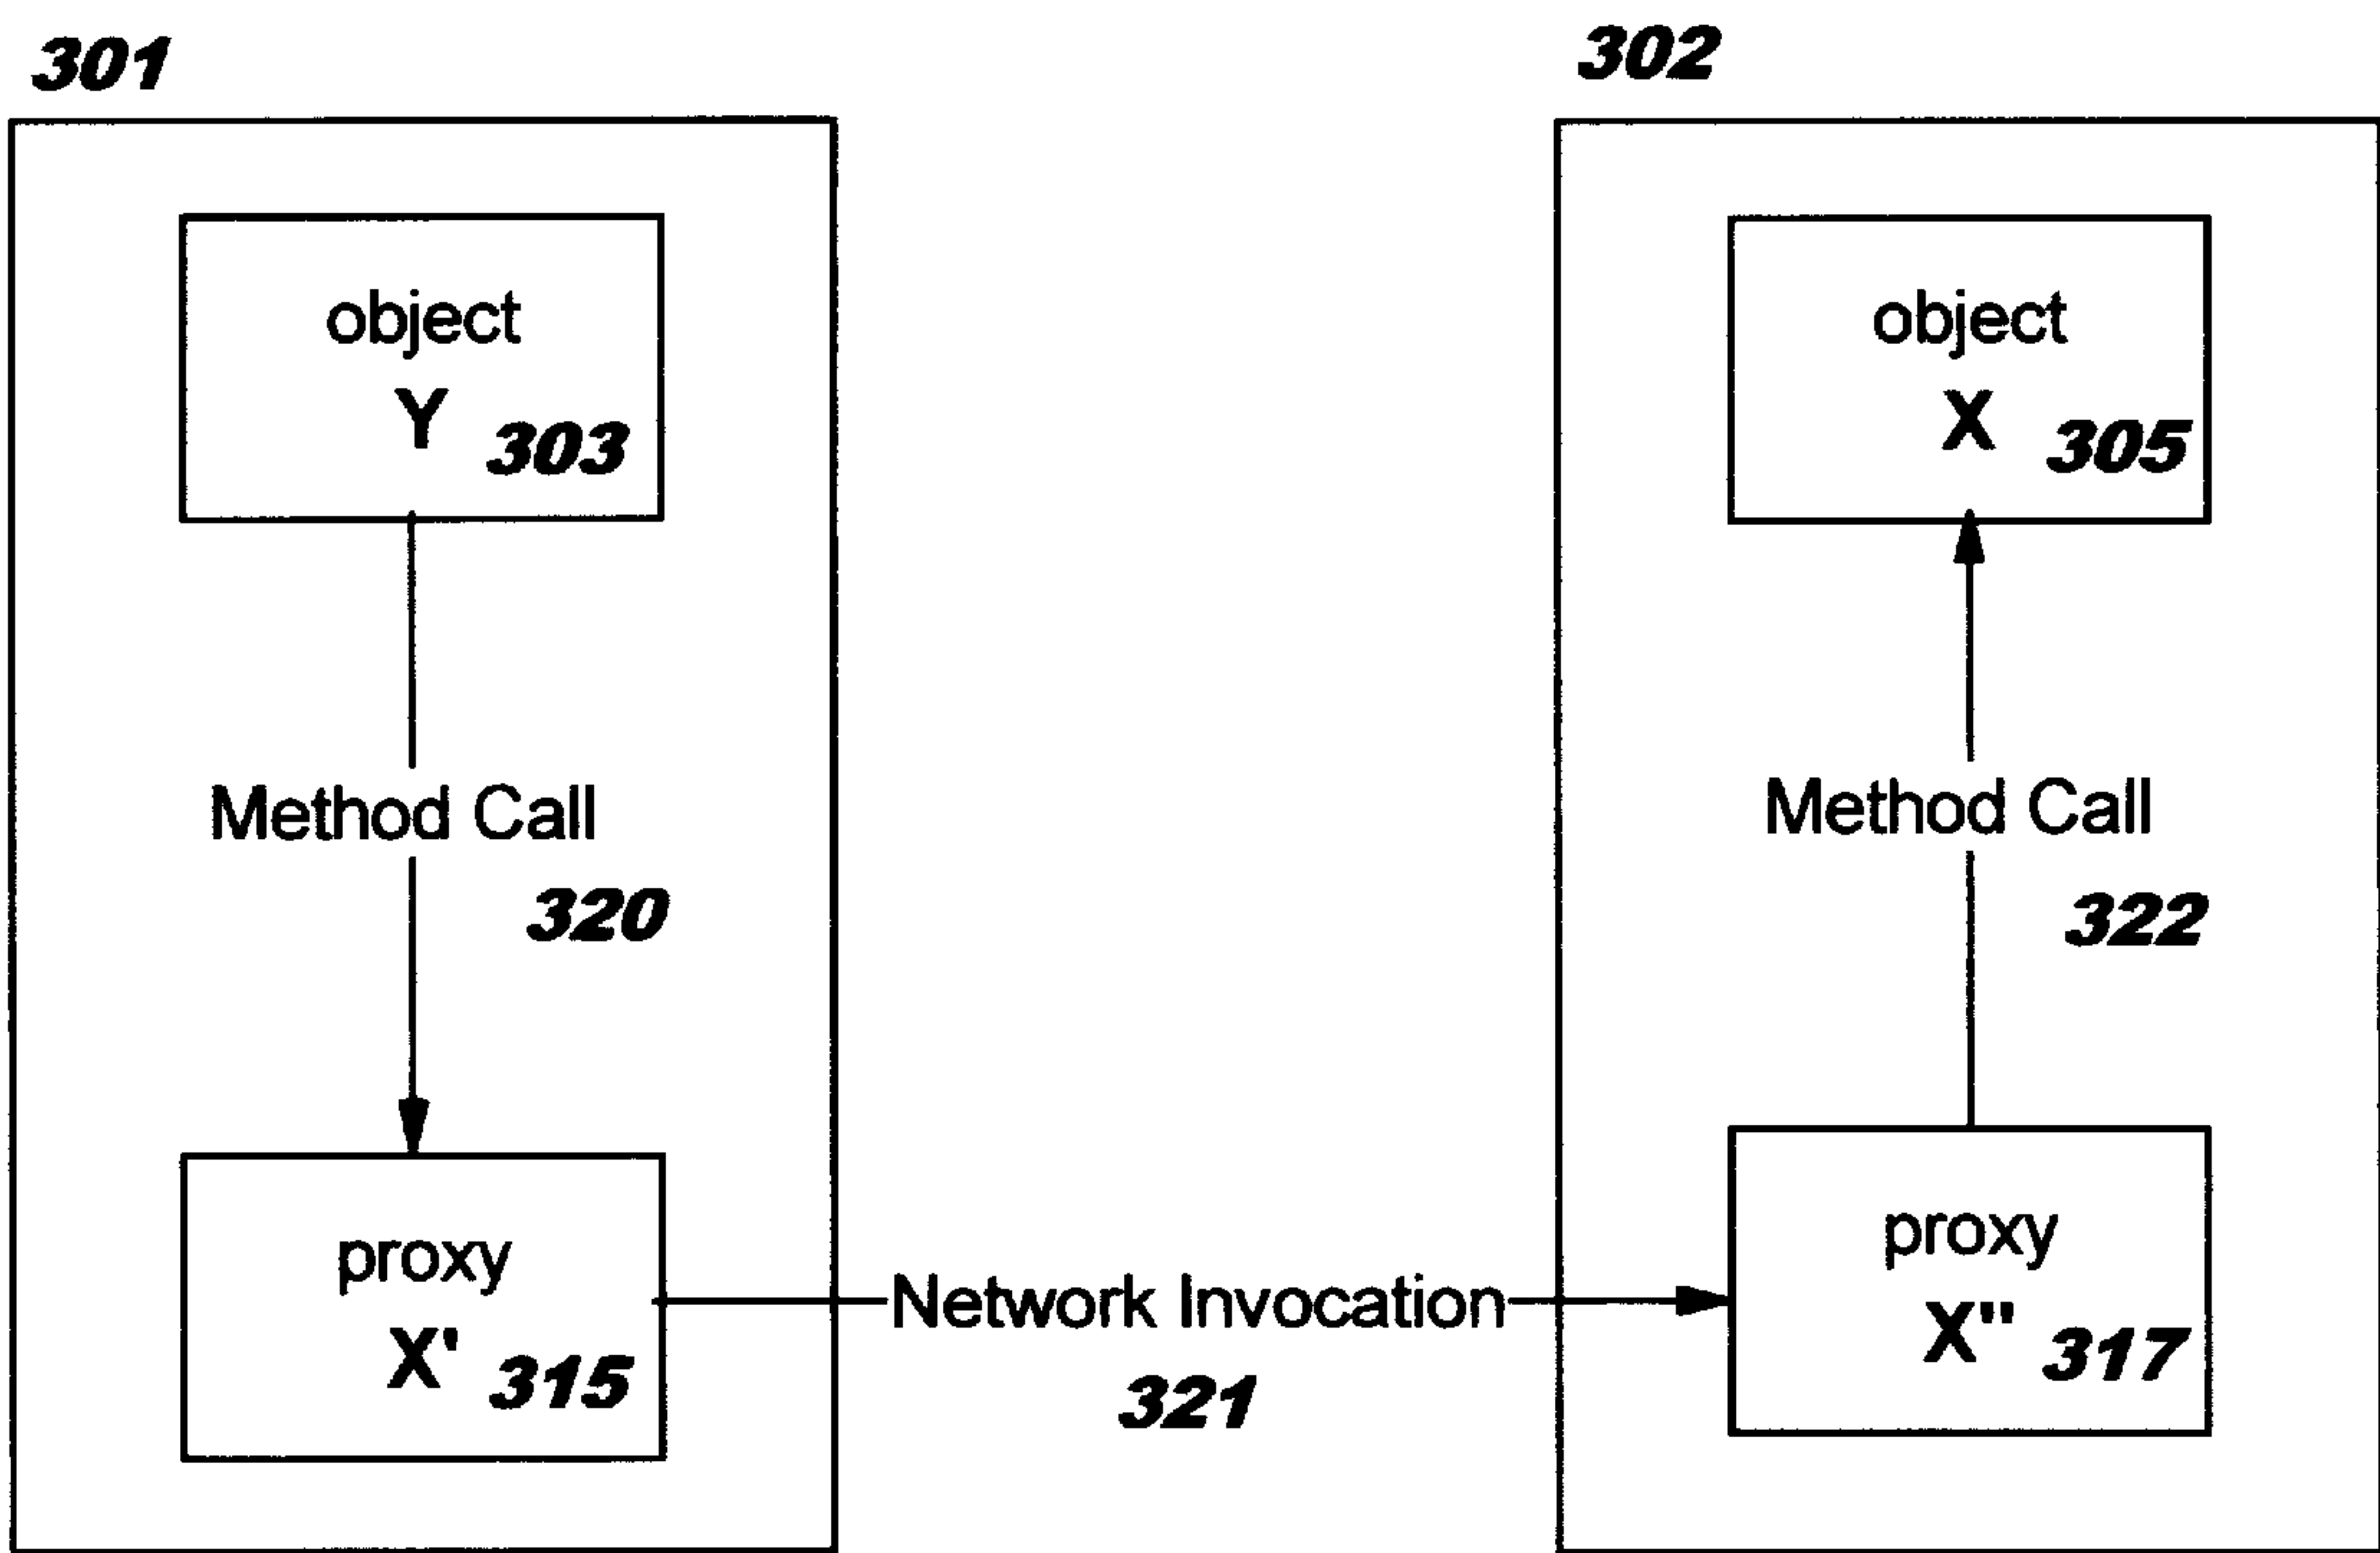 301
object
Y 303
Method Call
320
proxy
X' 315
Network Invocation
321
302
object
X 305
Method Call
322
proxy
X" 317